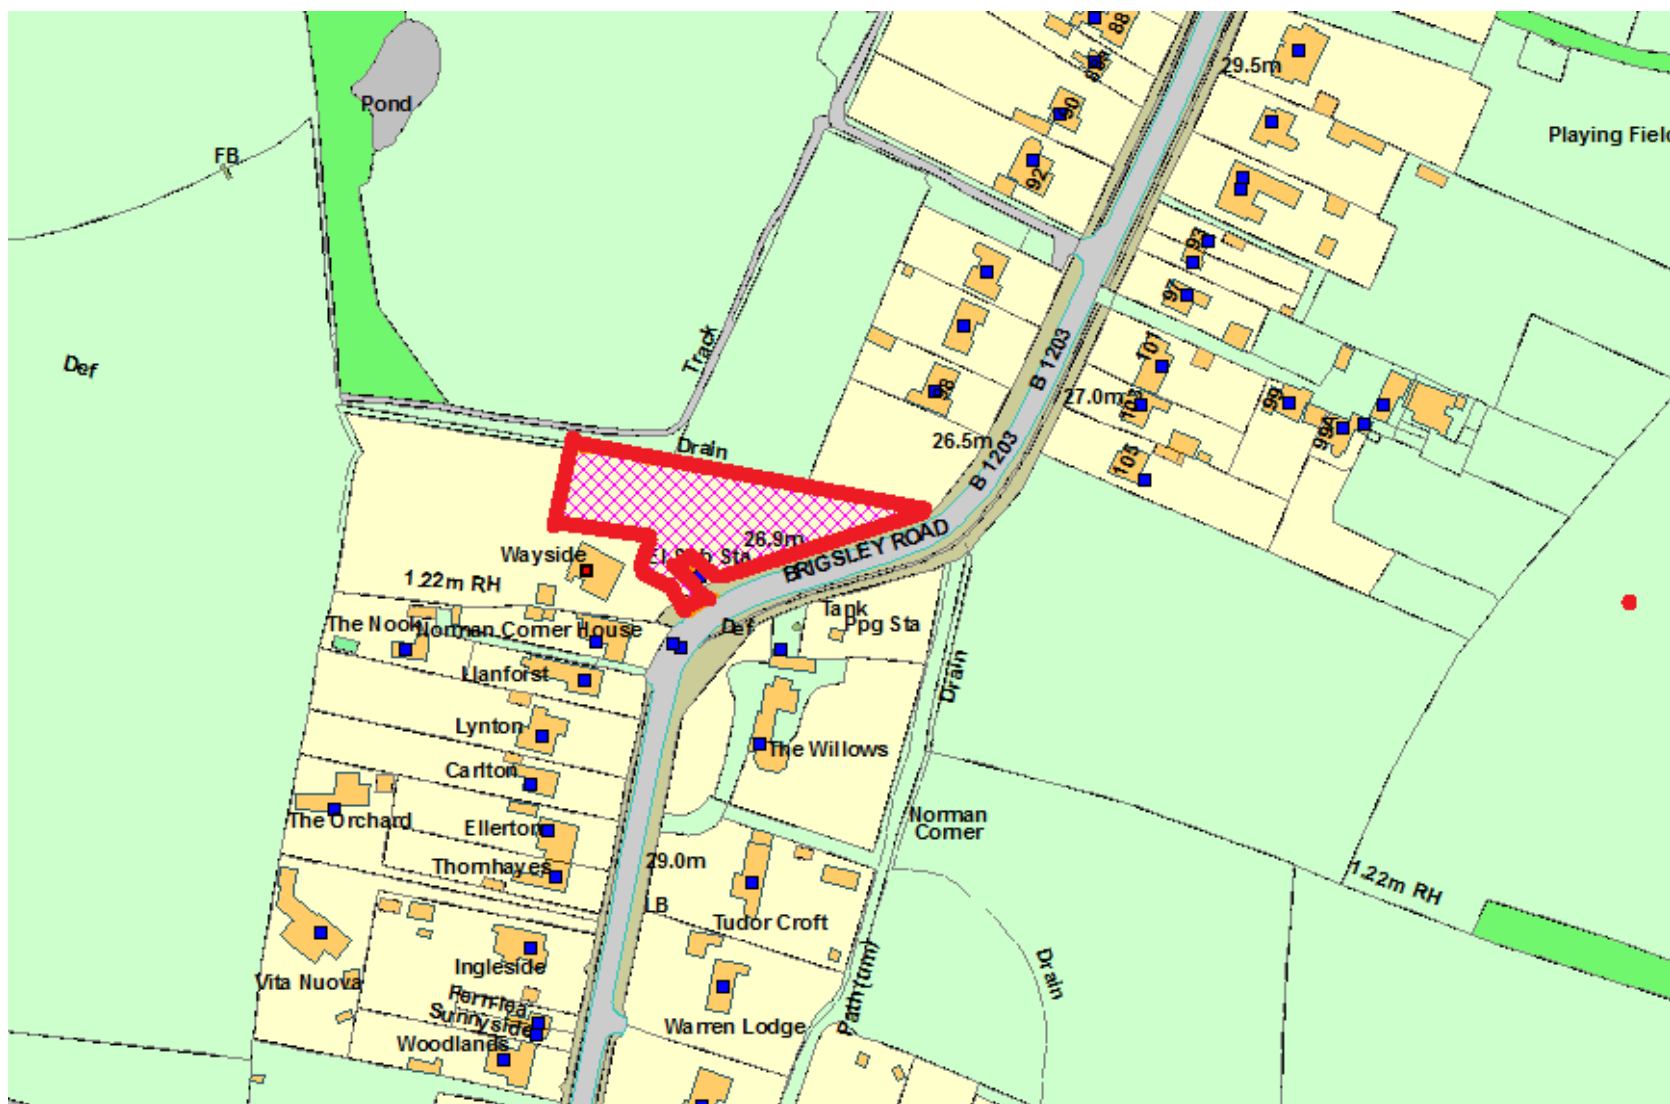 88
29.5m
Pond
90
Playing Field
FB
92
93
97
Track
B 1203
101
Def
98
27.0m
103
99
99A
26.5m
Drain
B 1203
105
26.9m
BRIGSLEY ROAD
Wayside
El Sub Sta
1.22m RH
Tank
The Nook
Norman Corner House
Def
Ppg Sta
Llanforst
Drain
Lynton
The Willows
Carlton
The Orchard
Ellerton
Norman
Corner
Thornhayes
29.0m
1.22m RH
LB
Tudor Croft
Ingleside
Vita Nuova
Drain
Path (um)
Fern-lea
Sunnyside
Warren Lodge
Woodlands